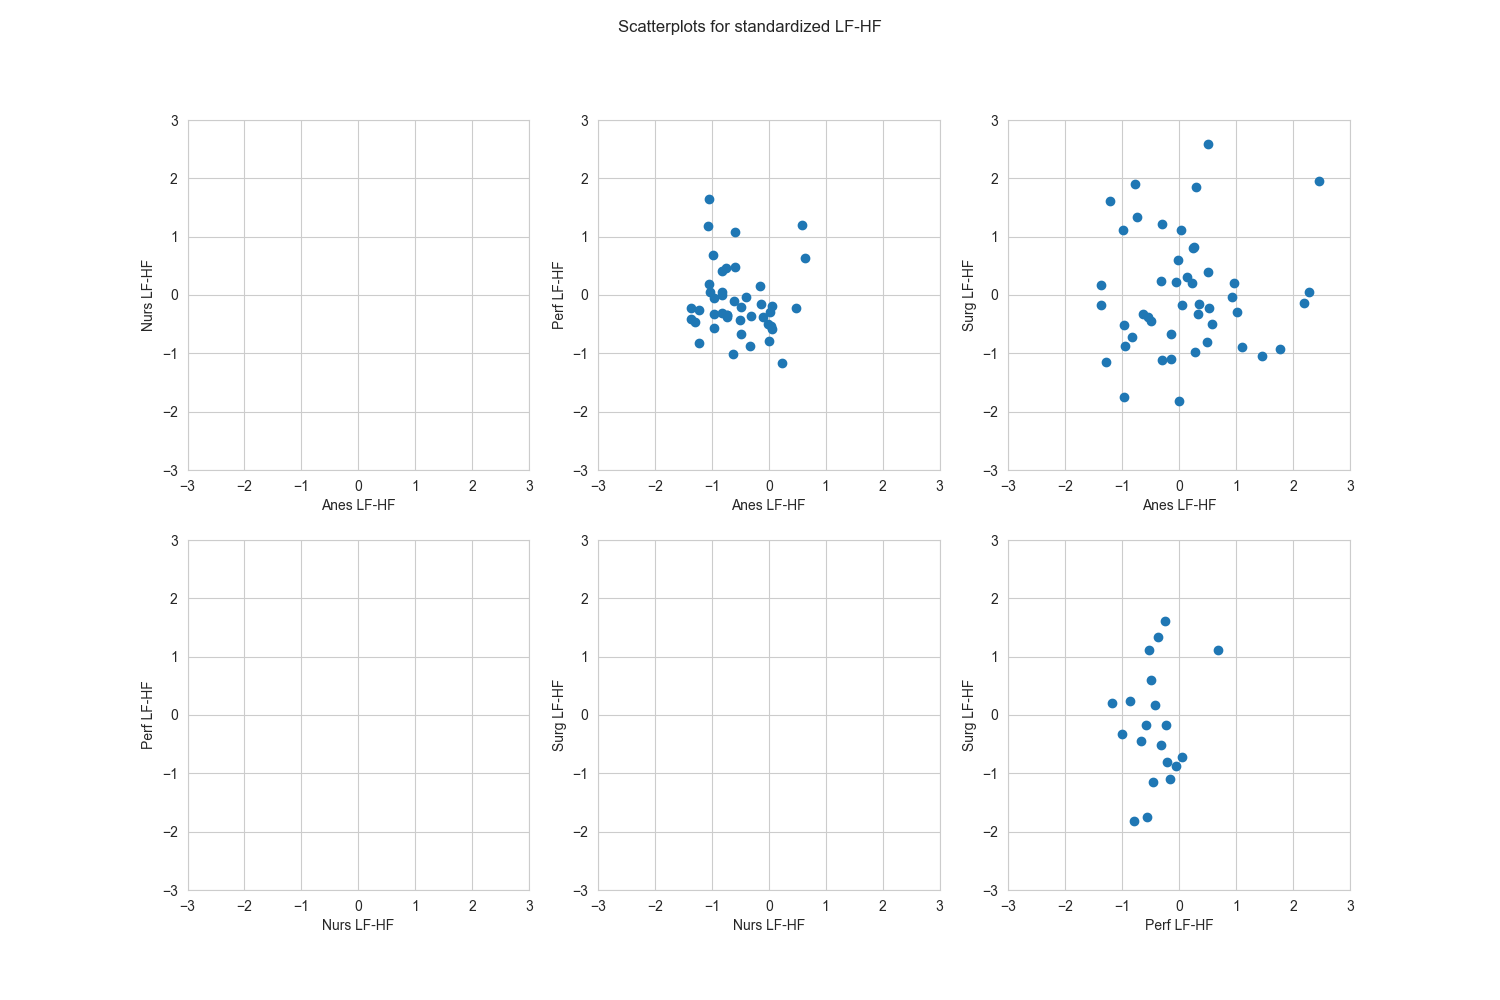 Scatterplots for standardized LF-HF
3
2
1
0
−1
−2
−3
Nurs LF-HF
−3 −2 −1 0 1 2 3
Anes LF-HF
3
2
1
0
−1
−2
−3
Perf LF-HF
−3 −2 −1 0 1 2 3
Anes LF-HF
3
2
1
0
−1
−2
−3
Surg LF-HF
−3 −2 −1 0 1 2 3
Anes LF-HF
3
2
1
0
−1
−2
−3
Perf LF-HF
−3 −2 −1 0 1 2 3
Nurs LF-HF
3
2
1
0
−1
−2
−3
Surg LF-HF
−3 −2 −1 0 1 2 3
Nurs LF-HF
3
2
1
0
−1
−2
−3
Surg LF-HF
−3 −2 −1 0 1 2 3
Perf LF-HF